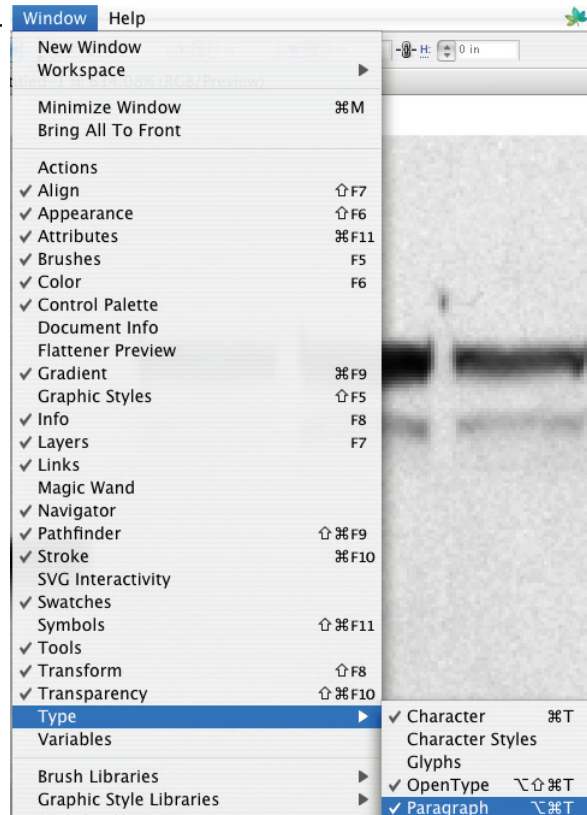 Window Help
New Window
H: 0 in
Workspace
(RGB/Preview)
Minimize Window ⌘M
Bring All To Front
Actions
✓ Align ⇧F7
✓ Appearance ⇧F6
✓ Attributes ⌘F11
✓ Brushes F5
✓ Color F6
✓ Control Palette
Document Info
Flattener Preview
✓ Gradient ⌘F9
Graphic Styles ⇧F5
✓ Info F8
✓ Layers F7
✓ Links
Magic Wand
✓ Navigator
✓ Pathfinder ⇧⌘F9
✓ Stroke ⌘F10
SVG Interactivity
✓ Swatches
Symbols ⇧⌘F11
✓ Tools
✓ Transform ⇧F8
✓ Transparency ⇧⌘F10
Type
✓ Character ⌘T
Variables
Character Styles
Glyphs
Brush Libraries
✓ OpenType ⌥⇧⌘T
Graphic Style Libraries
✓ Paragraph ⌥⌘T